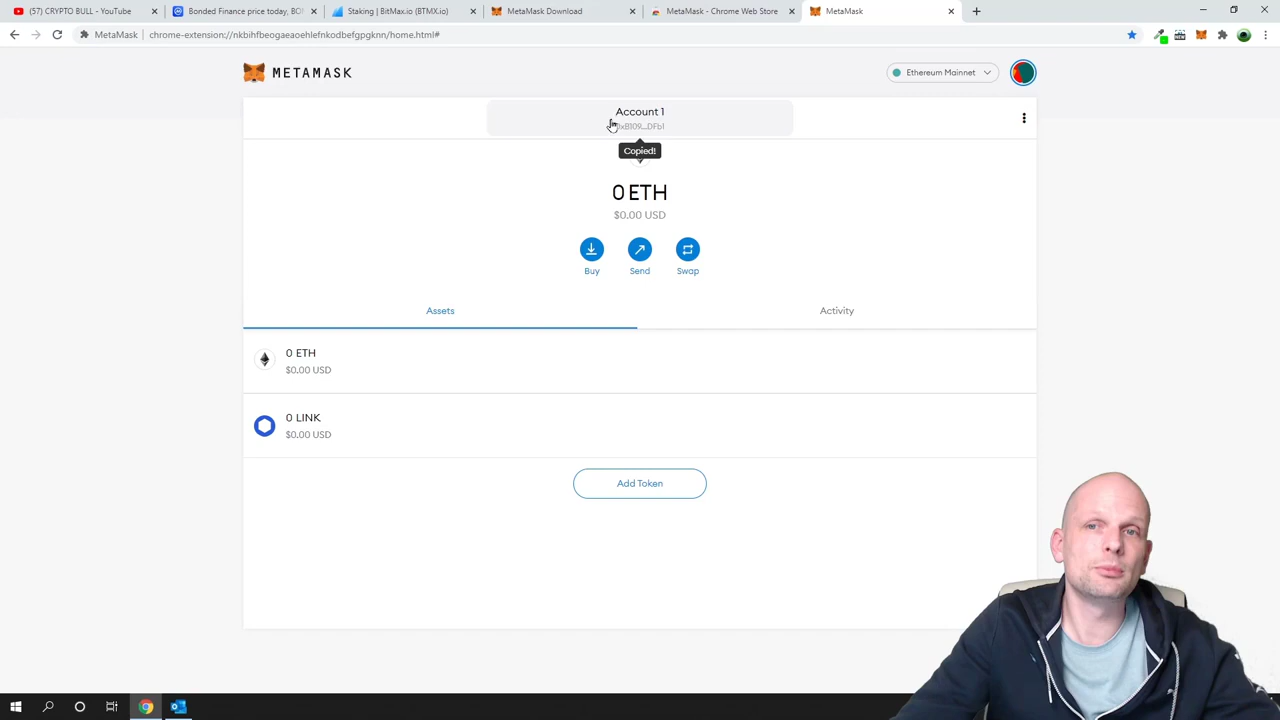 (57) CRYPTO BULL - YouTube
Bonded Finance price today, BON
Staking | BitMax.io (BTMX.io)
MetaMask Download
MetaMask - Chrome Web Store
MetaMask
MetaMask
chrome-extension://nkbihfbeogaeaoehlefnkodbefgpgknn/home.html#
METAMASK
Ethereum Mainnet
Account 1
Copied!
0 ETH
$0.00 USD
Buy
Send
Swap
Assets
Activity
0 ETH
$0.00 USD
0 LINK
$0.00 USD
Add Token